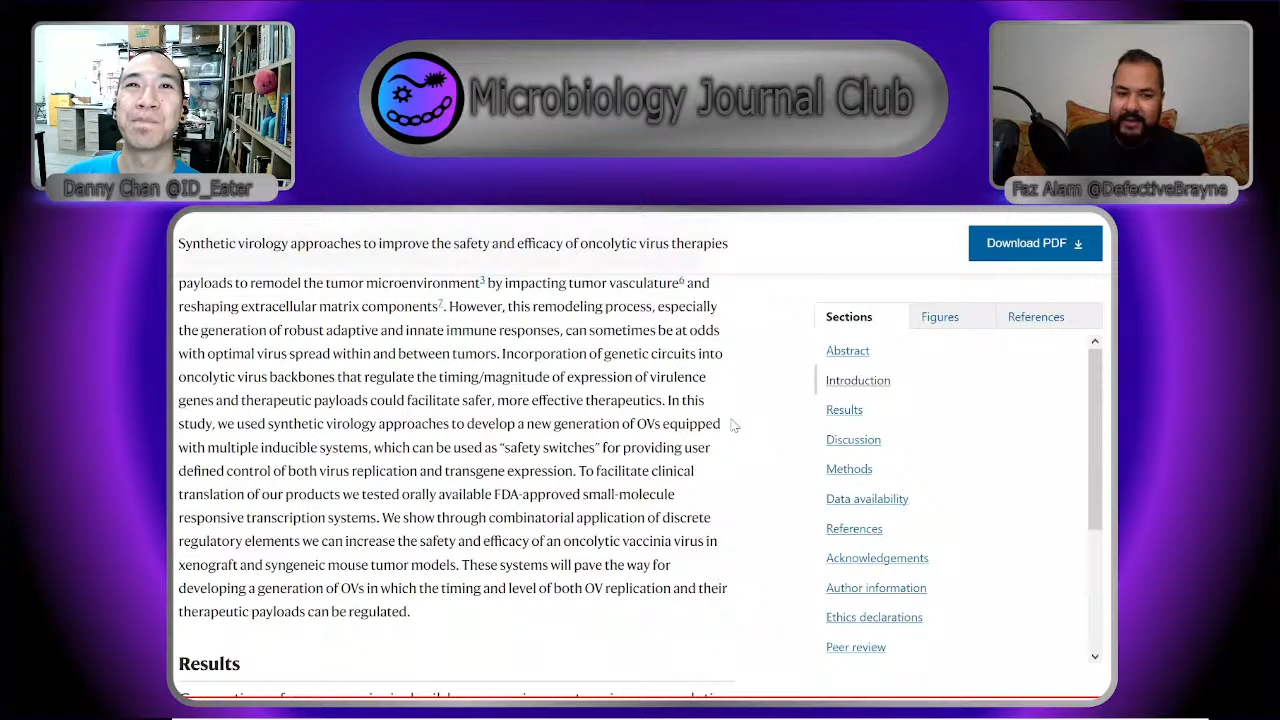 Microbiology Journal Club
Danny Chan @ID_Eater
Faz Alam @DefectiveBrayne
Synthetic virology approaches to improve the safety and efficacy of oncolytic virus therapies
Download PDF
payloads to remodel the tumor microenvironment3 by impacting tumor vasculature6 and
reshaping extracellular matrix components7. However, this remodeling process, especially
the generation of robust adaptive and innate immune responses, can sometimes be at odds
with optimal virus spread within and between tumors. Incorporation of genetic circuits into
oncolytic virus backbones that regulate the timing/magnitude of expression of virulence
genes and therapeutic payloads could facilitate safer, more effective therapeutics. In this
study, we used synthetic virology approaches to develop a new generation of OVs equipped
with multiple inducible systems, which can be used as “safety switches” for providing user
defined control of both virus replication and transgene expression. To facilitate clinical
translation of our products we tested orally available FDA-approved small-molecule
responsive transcription systems. We show through combinatorial application of discrete
regulatory elements we can increase the safety and efficacy of an oncolytic vaccinia virus in
xenograft and syngeneic mouse tumor models. These systems will pave the way for
developing a generation of OVs in which the timing and level of both OV replication and their
therapeutic payloads can be regulated.
Results
Sections
Figures
References
Abstract
Introduction
Results
Discussion
Methods
Data availability
References
Acknowledgements
Author information
Ethics declarations
Peer review